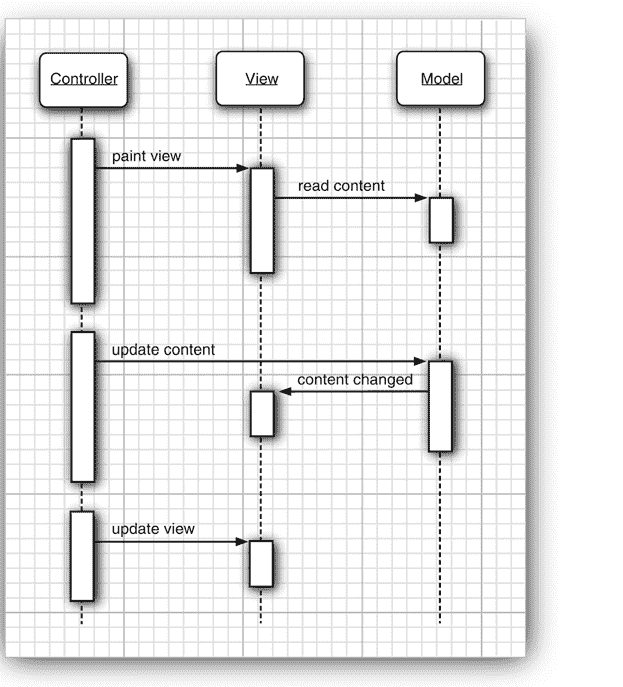 Controller
View
Model
paint view
read content
update content
content changed
update view